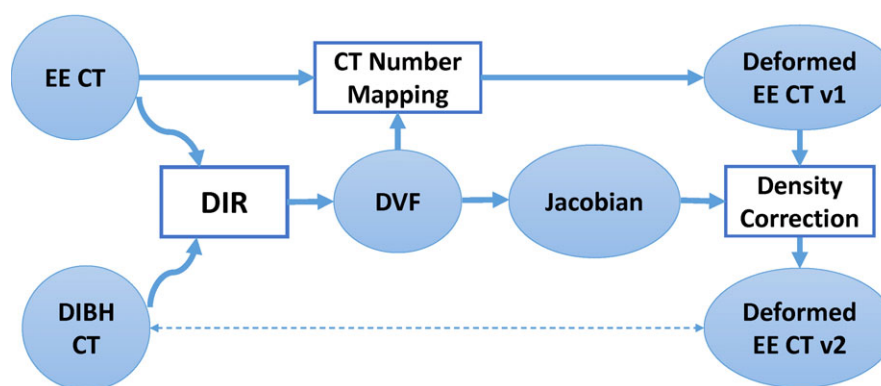 EE CT
CT Number
Mapping
Deformed
EE CT v1
DIR
DVF
Jacobian
Density
Correction
DIBH
CT
Deformed
EE CT v2